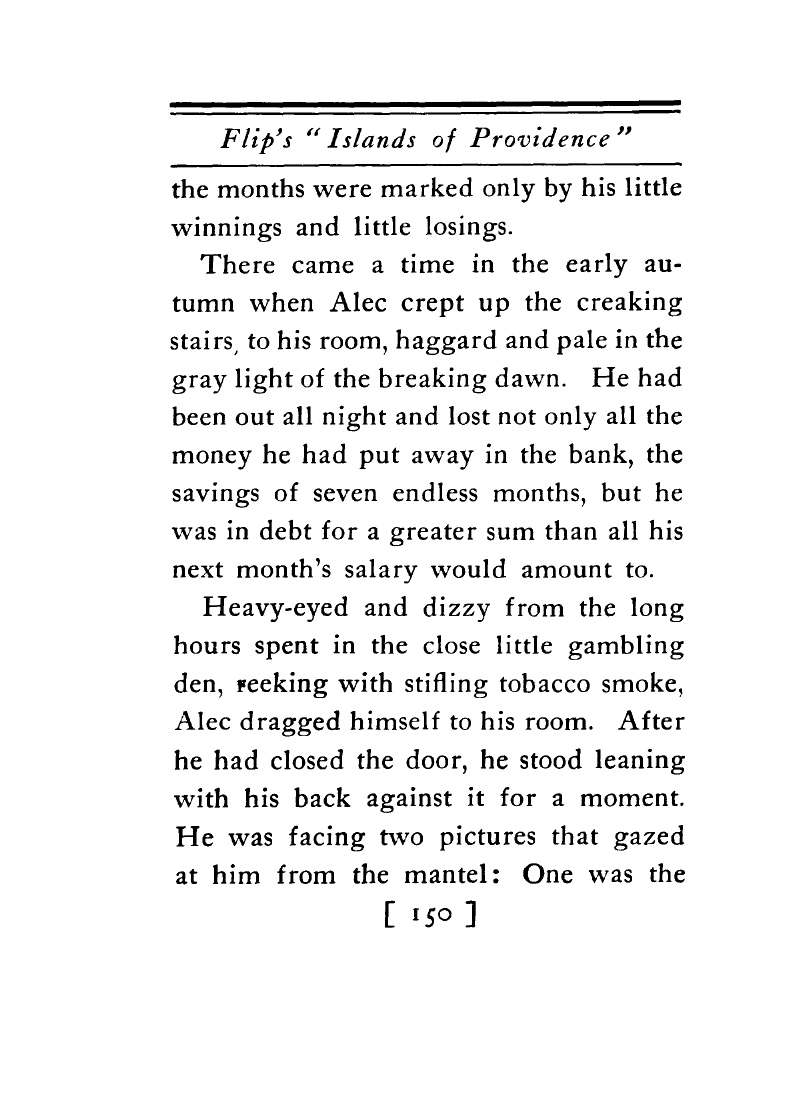 Flip's "Islands of Providence"
the months were marked only by his little
winnings and little losings.
There came a time in the early au-
tumn when Alec crept up the creaking
stairs, to his room, haggard and pale in the
gray light of the breaking dawn. He had
been out all night and lost not only all the
money he had put away in the bank, the
savings of seven endless months, but he
was in debt for a greater sum than all his
next month's salary would amount to.
Heavy-eyed and dizzy from the long
hours spent in the close little gambling
den, reeking with stifling tobacco smoke,
Alec dragged himself to his room. After
he had closed the door, he stood leaning
with his back against it for a moment.
He was facing two pictures that gazed
at him from the mantel: One was the
[ 150 ]